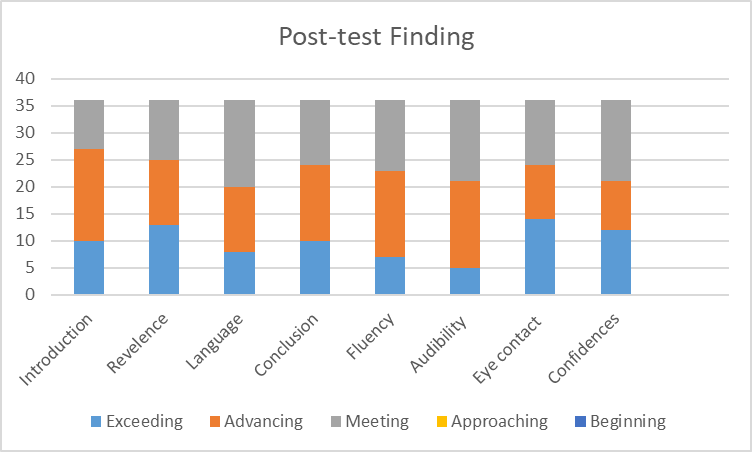 Post-test Finding
40
35
30
25
20
15
10
5
0
Introduction
Revelence
Language
Conclusion
Fluency
Audibility
Eye contact
Confidences
Exceeding Advancing Meeting Approaching Beginning